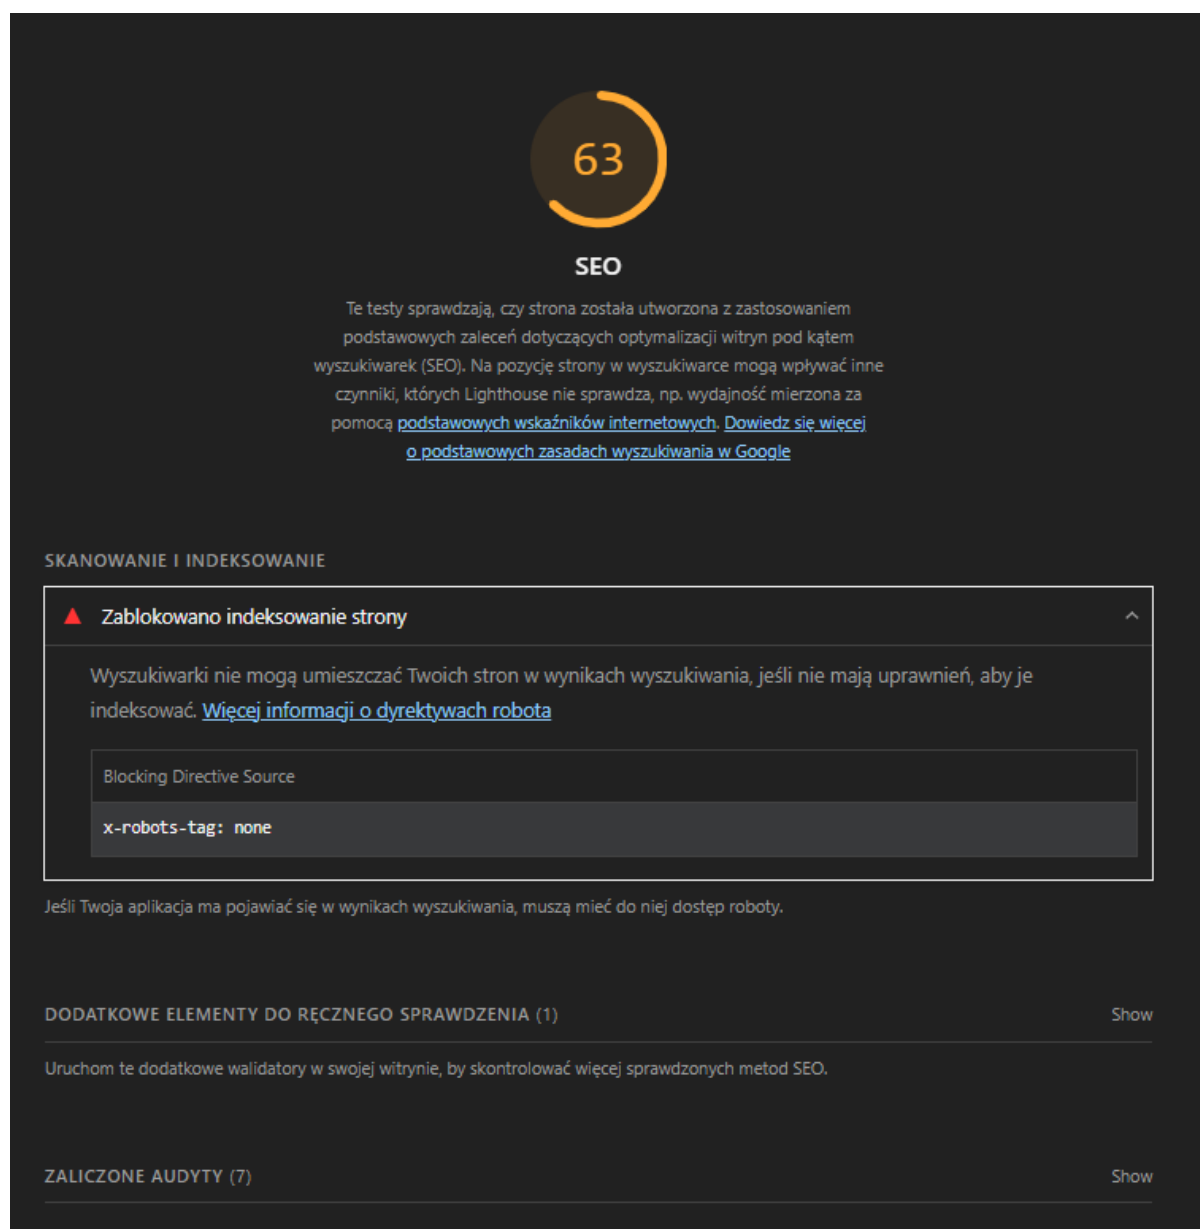 63
SEO
Te testy sprawdzają, czy strona została utworzona z zastosowaniem
podstawowych zaleceń dotyczących optymalizacji witryn pod kątem
wyszukiwarek (SEO). Na pozycję strony w wyszukiwarce mogą wpływać inne
czynniki, których Lighthouse nie sprawdza, np. wydajność mierzona za
pomocą podstawowych wskaźników internetowych. Dowiedz się więcej
o podstawowych zasadach wyszukiwania w Google
SKANOWANIE I INDEKSOWANIE
Zablokowano indeksowanie strony
Wyszukiwarki nie mogą umieszczać Twoich stron w wynikach wyszukiwania, jeśli nie mają uprawnień, aby je
indeksować. Więcej informacji o dyrektywach robota
Blocking Directive Source
x-robots-tag: none
Jeśli Twoja aplikacja ma pojawiać się w wynikach wyszukiwania, muszą mieć do niej dostęp roboty.
DODATKOWE ELEMENTY DO RĘCZNEGO SPRAWDZENIA (1) Show
Uruchom te dodatkowe walidatory w swojej witrynie, by skontrolować więcej sprawdzonych metod SEO.
ZALICZONE AUDYTY (7) Show